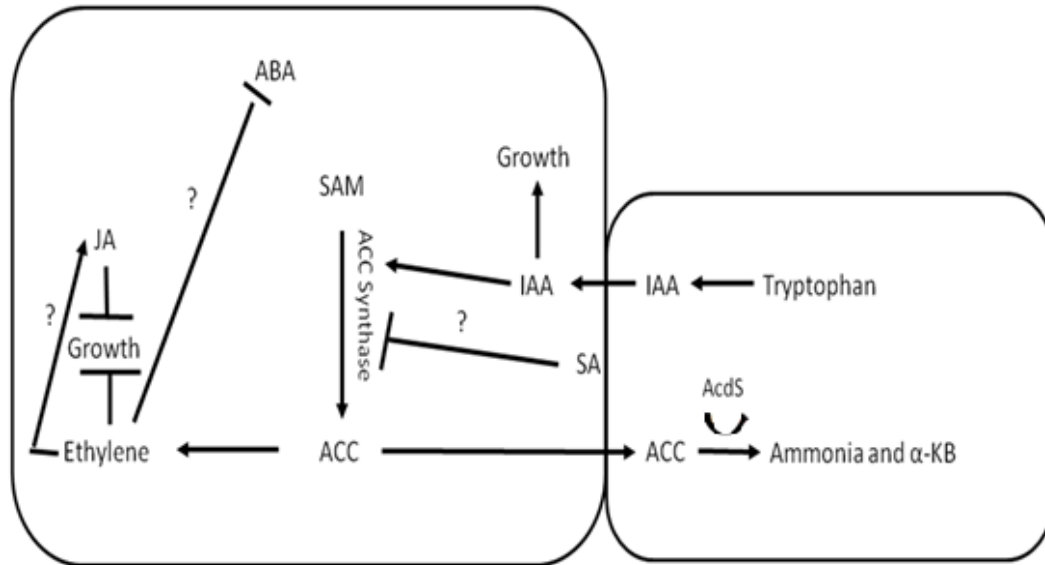 ABA
Growth
?
SAM
JA
ACC Synthase
IAA
IAA
Tryptophan
?
?
Growth
SA
AcdS
Ethylene
ACC
ACC
Ammonia and α-KB